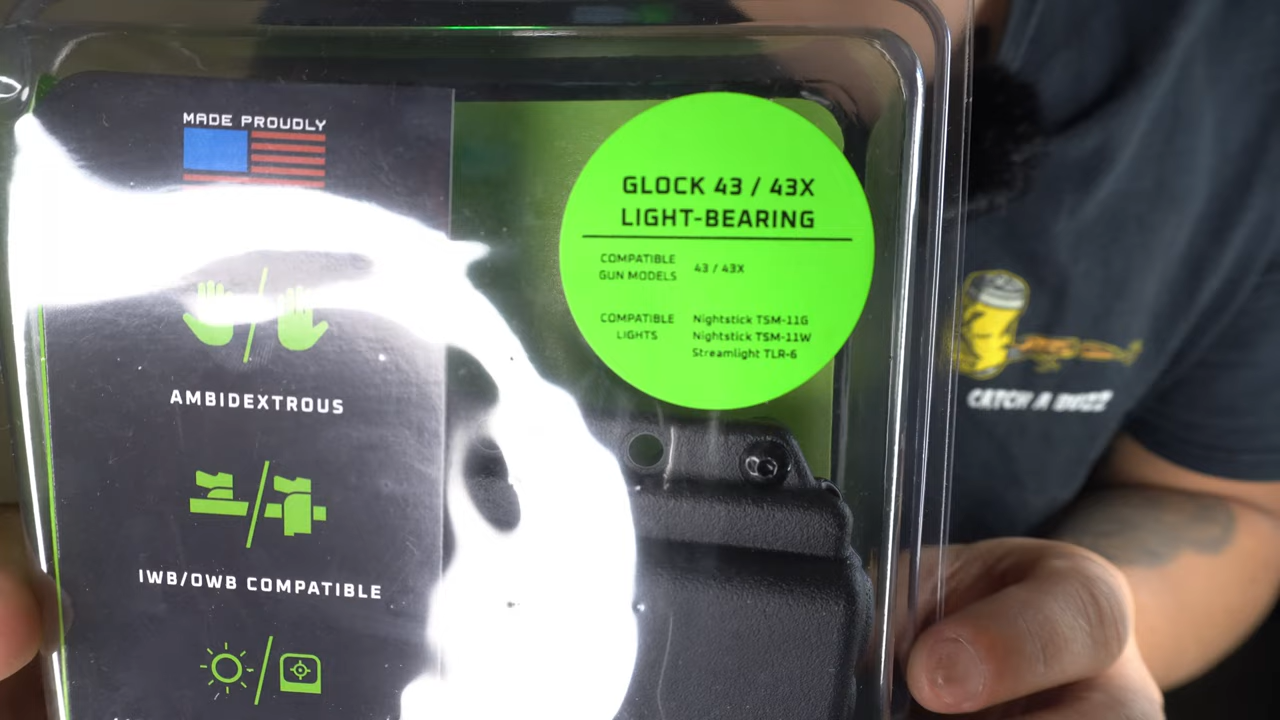 MADE PROUDLY
AMBIDEXTROUS
IWB/OWB COMPATIBLE
GLOCK 43 / 43X
LIGHT-BEARING
COMPATIBLE
GUN MODELS
43 / 43X
COMPATIBLE
LIGHTS
Nightstick TSM-11G
Nightstick TSM-11W
Streamlight TLR-6
CATCH A BUZZ